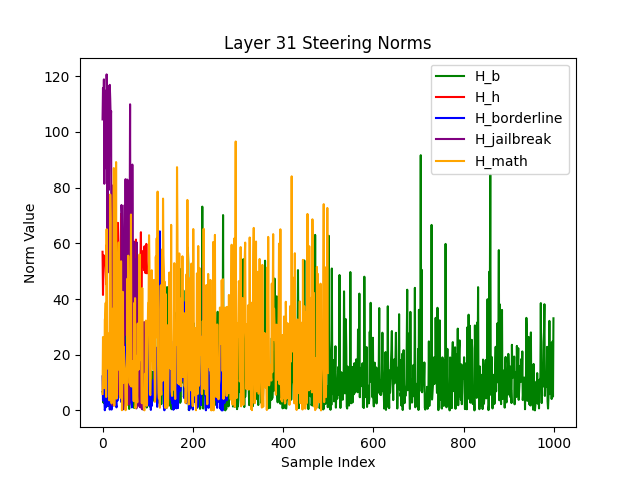 Layer 31 Steering Norms
H_b
H_h
H_borderline
H_jailbreak
H_math
Norm Value
120
100
80
60
40
20
0
0
200
400
600
800
1000
Sample Index